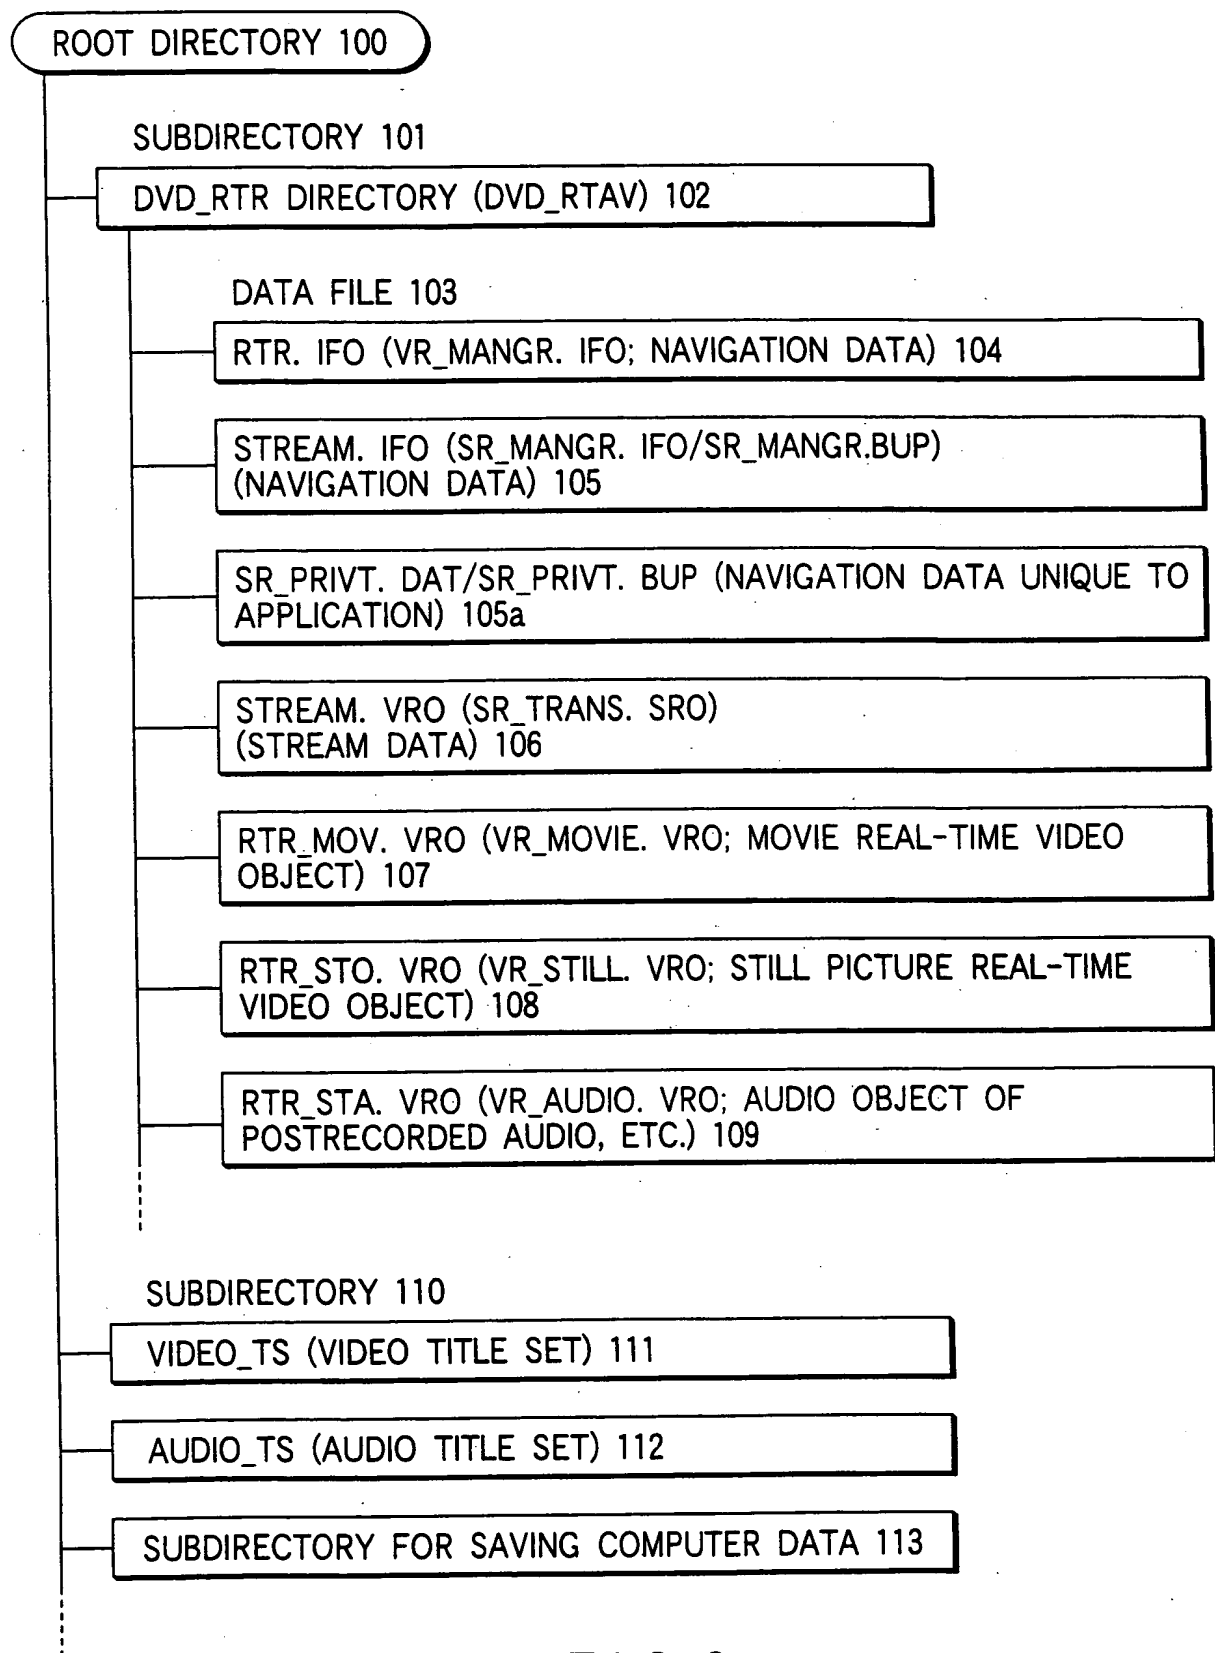 ROOT DIRECTORY 100
SUBDIRECTORY 101
DVD_RTR DIRECTORY (DVD_RTAV) 102
DATA FILE 103
RTR. IFO (VR_MANGR. IFO; NAVIGATION DATA) 104
STREAM. IFO (SR_MANGR. IFO/SR_MANGR.BUP)
(NAVIGATION DATA) 105
SR_PRIVT. DAT/SR_PRIVT. BUP (NAVIGATION DATA UNIQUE TO
APPLICATION) 105a
STREAM. VRO (SR_TRANS. SRO)
(STREAM DATA) 106
RTR_MOV. VRO (VR_MOVIE. VRO; MOVIE REAL-TIME VIDEO
OBJECT) 107
RTR_STO. VRO (VR_STILL. VRO; STILL PICTURE REAL-TIME
VIDEO OBJECT) 108
RTR_STA. VRO (VR_AUDIO. VRO; AUDIO OBJECT OF
POSTRECORDED AUDIO, ETC.) 109
SUBDIRECTORY 110
VIDEO_TS (VIDEO TITLE SET) 111
AUDIO_TS (AUDIO TITLE SET) 112
SUBDIRECTORY FOR SAVING COMPUTER DATA 113